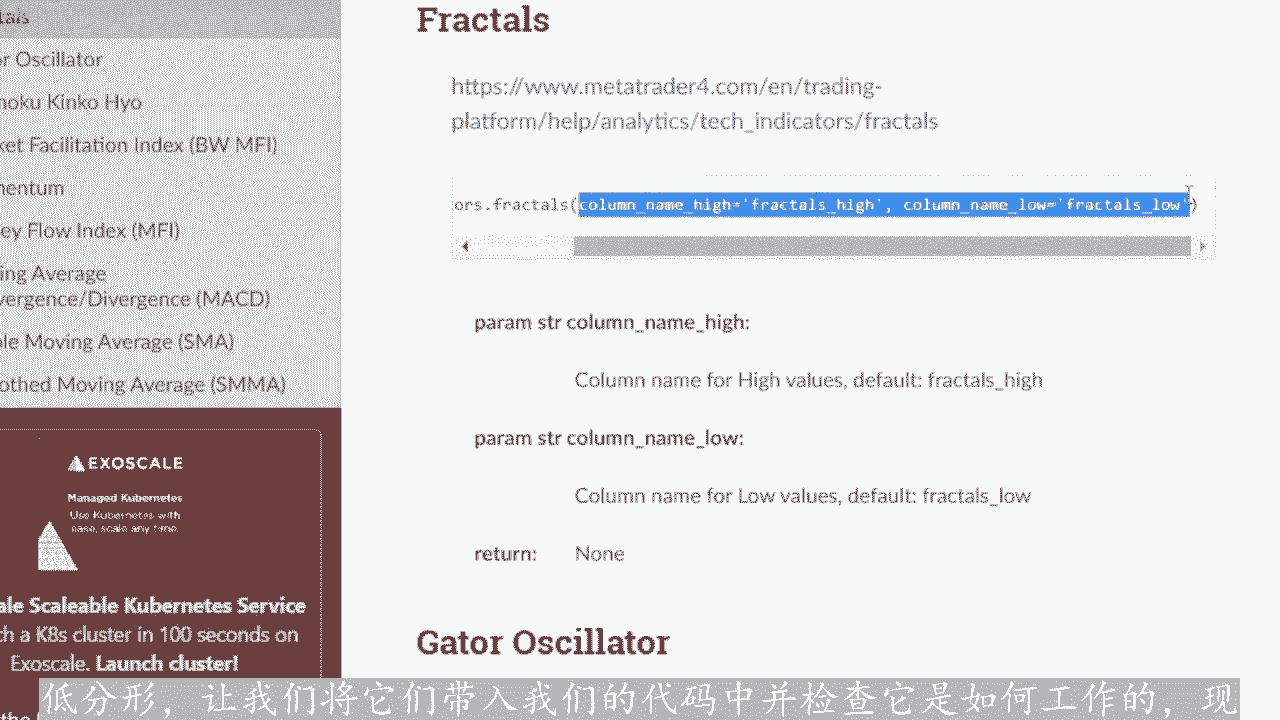 Fractals
https://www.metatrader4.com/en/trading-
platform/help/analytics/tech_indicators/fractals
ors.fractals(column_name_high='fractals_high', column_name_low='fractals_low')
param str column_name_high:
Column name for High values, default: fractals_high
param str column_name_low:
Column name for Low values, default: fractals_low
return: None
Gator Oscillator
tals
or Oscillator
noku Kinko Hyo
ket Facilitation Index (BW MFI)
mentum
ney Flow Index (MFI)
ing Average
vergence/Divergence (MACD)
ple Moving Average (SMA)
oothed Moving Average (SMMA)
EXOSCALE
Managed Kubernetes
Use Kubernetes with
ease, scale any time.
ale Scaleable Kubernetes Service
ch a K8s cluster in 100 seconds on
Exoscale. Launch cluster!
低分形，让我们将它们带入我们的代码中并检查它是如何工作的，现